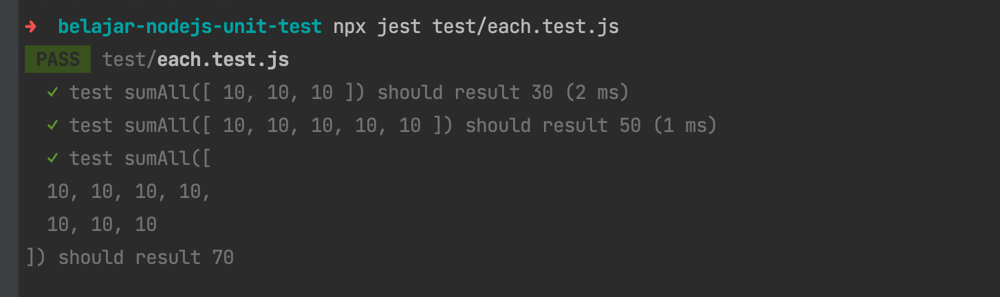 ➜ belajar-nodejs-unit-test npx jest test/each.test.js
PASS test/each.test.js
✓ test sumAll([ 10, 10, 10 ]) should result 30 (2 ms)
✓ test sumAll([ 10, 10, 10, 10, 10 ]) should result 50 (1 ms)
✓ test sumAll([
10, 10, 10, 10,
10, 10, 10
]) should result 70